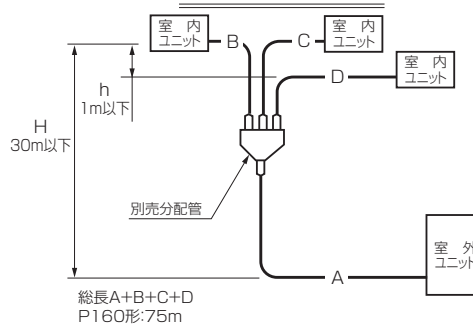 室 内
ユニット
B
C
室 内
ユニット
D
室 内
ユニット
h
1m以下
H
30m以下
別売分配管
A
室 外
ユニット
総長A+B+C+D
P160形:75m